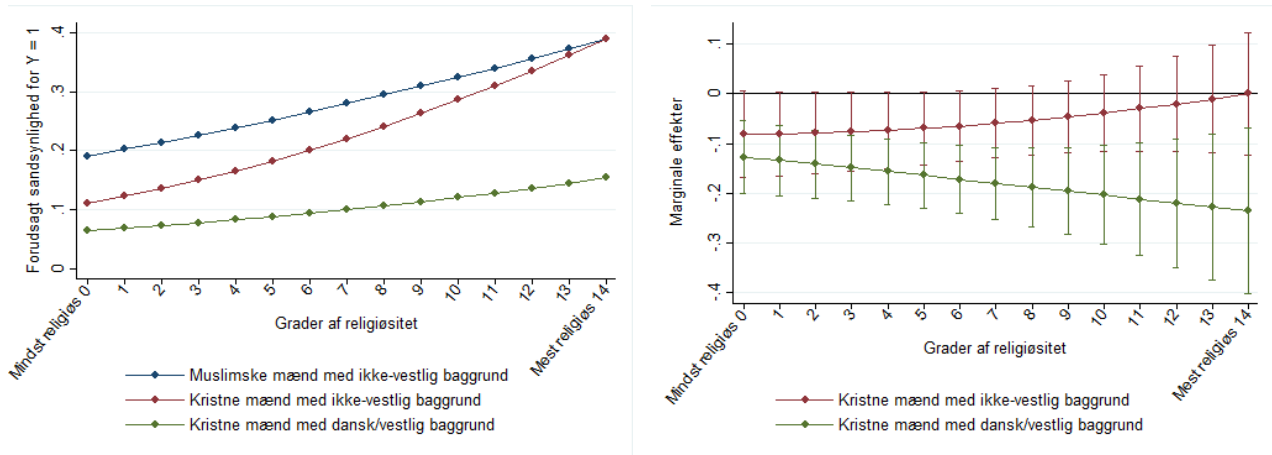 Forudsagt sandsynlighed for Y = 1
.4
.3
.2
.1
0
Mindst religiøs 0
1
2
3
4
5
6
7
8
9
10
11
12
13
Mest religiøs 14
Grader af religiøsitet
Muslimske mænd med ikke-vestlig baggrund
Kristne mænd med ikke-vestlig baggrund
Kristne mænd med dansk/vestlig baggrund
Marginale effekter
.1
0
-.1
-.2
-.3
-.4
Mindst religiøs 0
1
2
3
4
5
6
7
8
9
10
11
12
13
Mest religiøs 14
Grader af religiøsitet
Kristne mænd med ikke-vestlig baggrund
Kristne mænd med dansk/vestlig baggrund